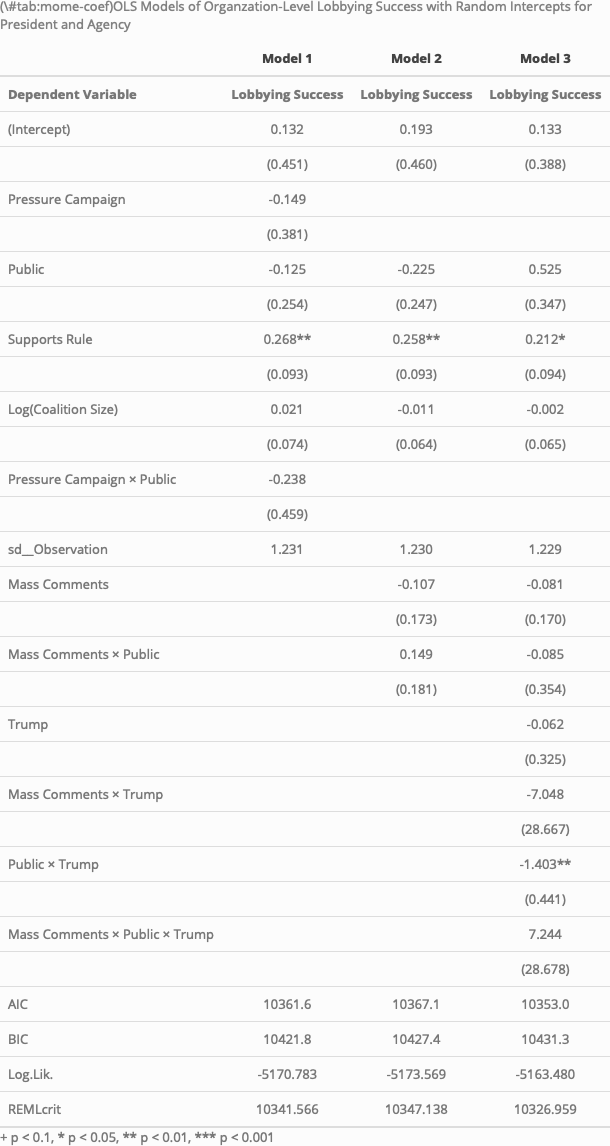 (\#tab:mome-coef)OLS Models of Organzation-Level Lobbying Success with Random Intercepts for
President and Agency
Model 1 Model 2 Model 3
Dependent Variable Lobbying Success Lobbying Success Lobbying Success
(Intercept) 0.132 0.193 0.133
(0.451) (0.460) (0.388)
Pressure Campaign -0.149
(0.381)
Public -0.125 -0.225 0.525
(0.254) (0.247) (0.347)
Supports Rule 0.268** 0.258** 0.212*
(0.093) (0.093) (0.094)
Log(Coalition Size) 0.021 -0.011 -0.002
(0.074) (0.064) (0.065)
Pressure Campaign × Public -0.238
(0.459)
sd__Observation 1.231 1.230 1.229
Mass Comments -0.107 -0.081
(0.173) (0.170)
Mass Comments × Public 0.149 -0.085
(0.181) (0.354)
Trump -0.062
(0.325)
Mass Comments × Trump -7.048
(28.667)
Public × Trump -1.403**
(0.441)
Mass Comments × Public × Trump 7.244
(28.678)
AIC 10361.6 10367.1 10353.0
BIC 10421.8 10427.4 10431.3
Log.Lik. -5170.783 -5173.569 -5163.480
REMLcrit 10341.566 10347.138 10326.959
+ p < 0.1, * p < 0.05, ** p < 0.01, *** p < 0.001